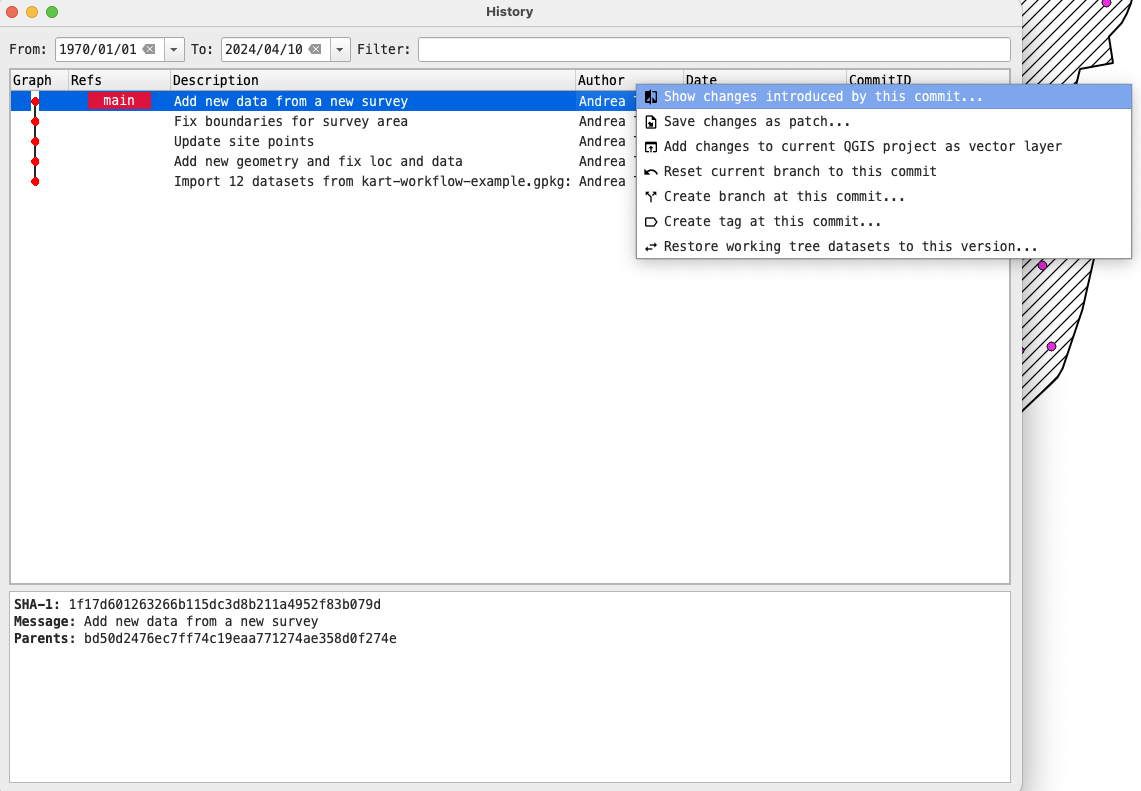 History
From: 1970/01/01 To: 2024/04/10 Filter:
Graph Refs Description Author Date CommitID
main Add new data from a new survey Andrea
Fix boundaries for survey area Andrea
Update site points Andrea
Add new geometry and fix loc and data Andrea
Import 12 datasets from kart-workflow-example.gpkg: Andrea
Show changes introduced by this commit...
Save changes as patch...
Add changes to current QGIS project as vector layer
Reset current branch to this commit
Create branch at this commit...
Create tag at this commit...
Restore working tree datasets to this version...
SHA-1: 1f17d601263266b115dc3d8b211a4952f83b079d
Message: Add new data from a new survey
Parents: bd50d2476ec7ff74c19eaa771274ae358d0f274e